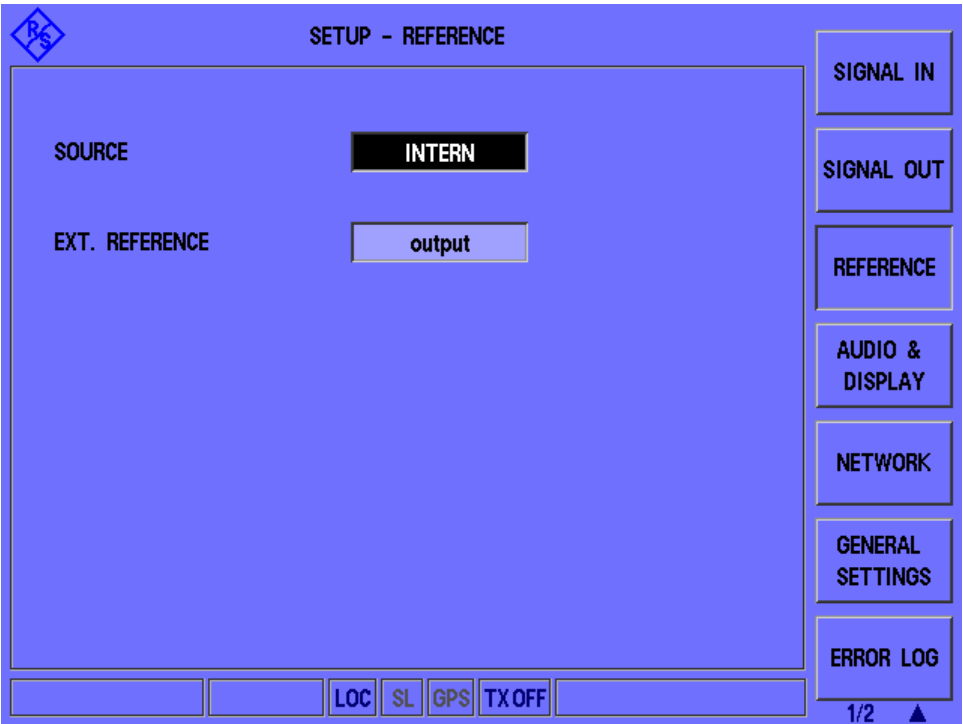 R&S
SETUP - REFERENCE
SOURCE
INTERN
EXT. REFERENCE
output
SIGNAL IN
SIGNAL OUT
REFERENCE
AUDIO &
DISPLAY
NETWORK
GENERAL
SETTINGS
ERROR LOG
LOC
SL
GPS
TX OFF
1/2 ▲